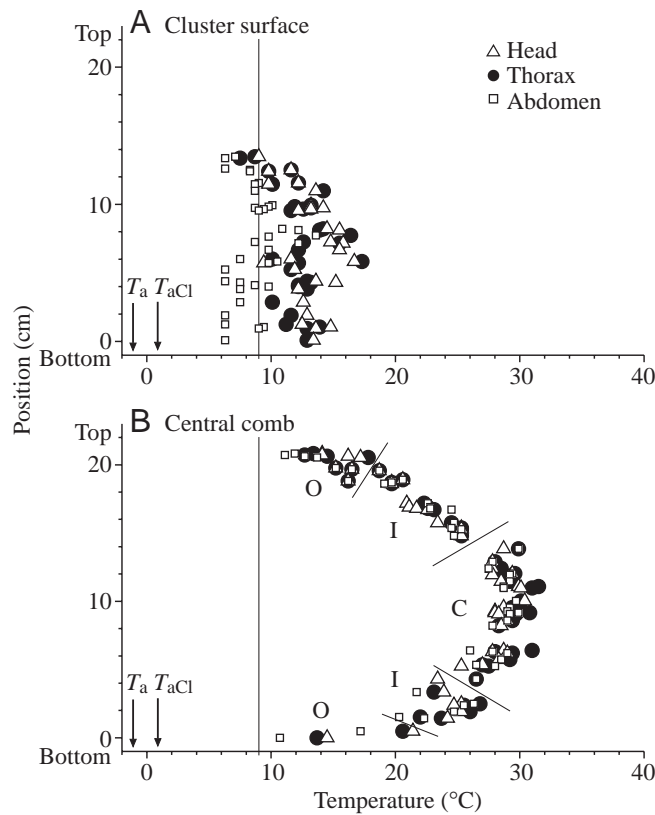 A Cluster surface
Top
20
10
0
Bottom
Head
Thorax
Abdomen
Ta TaCl
0 10 20 30 40
Position (cm)
B Central comb
Top
20
10
0
Bottom
O
I
C
I
O
Ta TaCl
0 10 20 30 40
Temperature (°C)